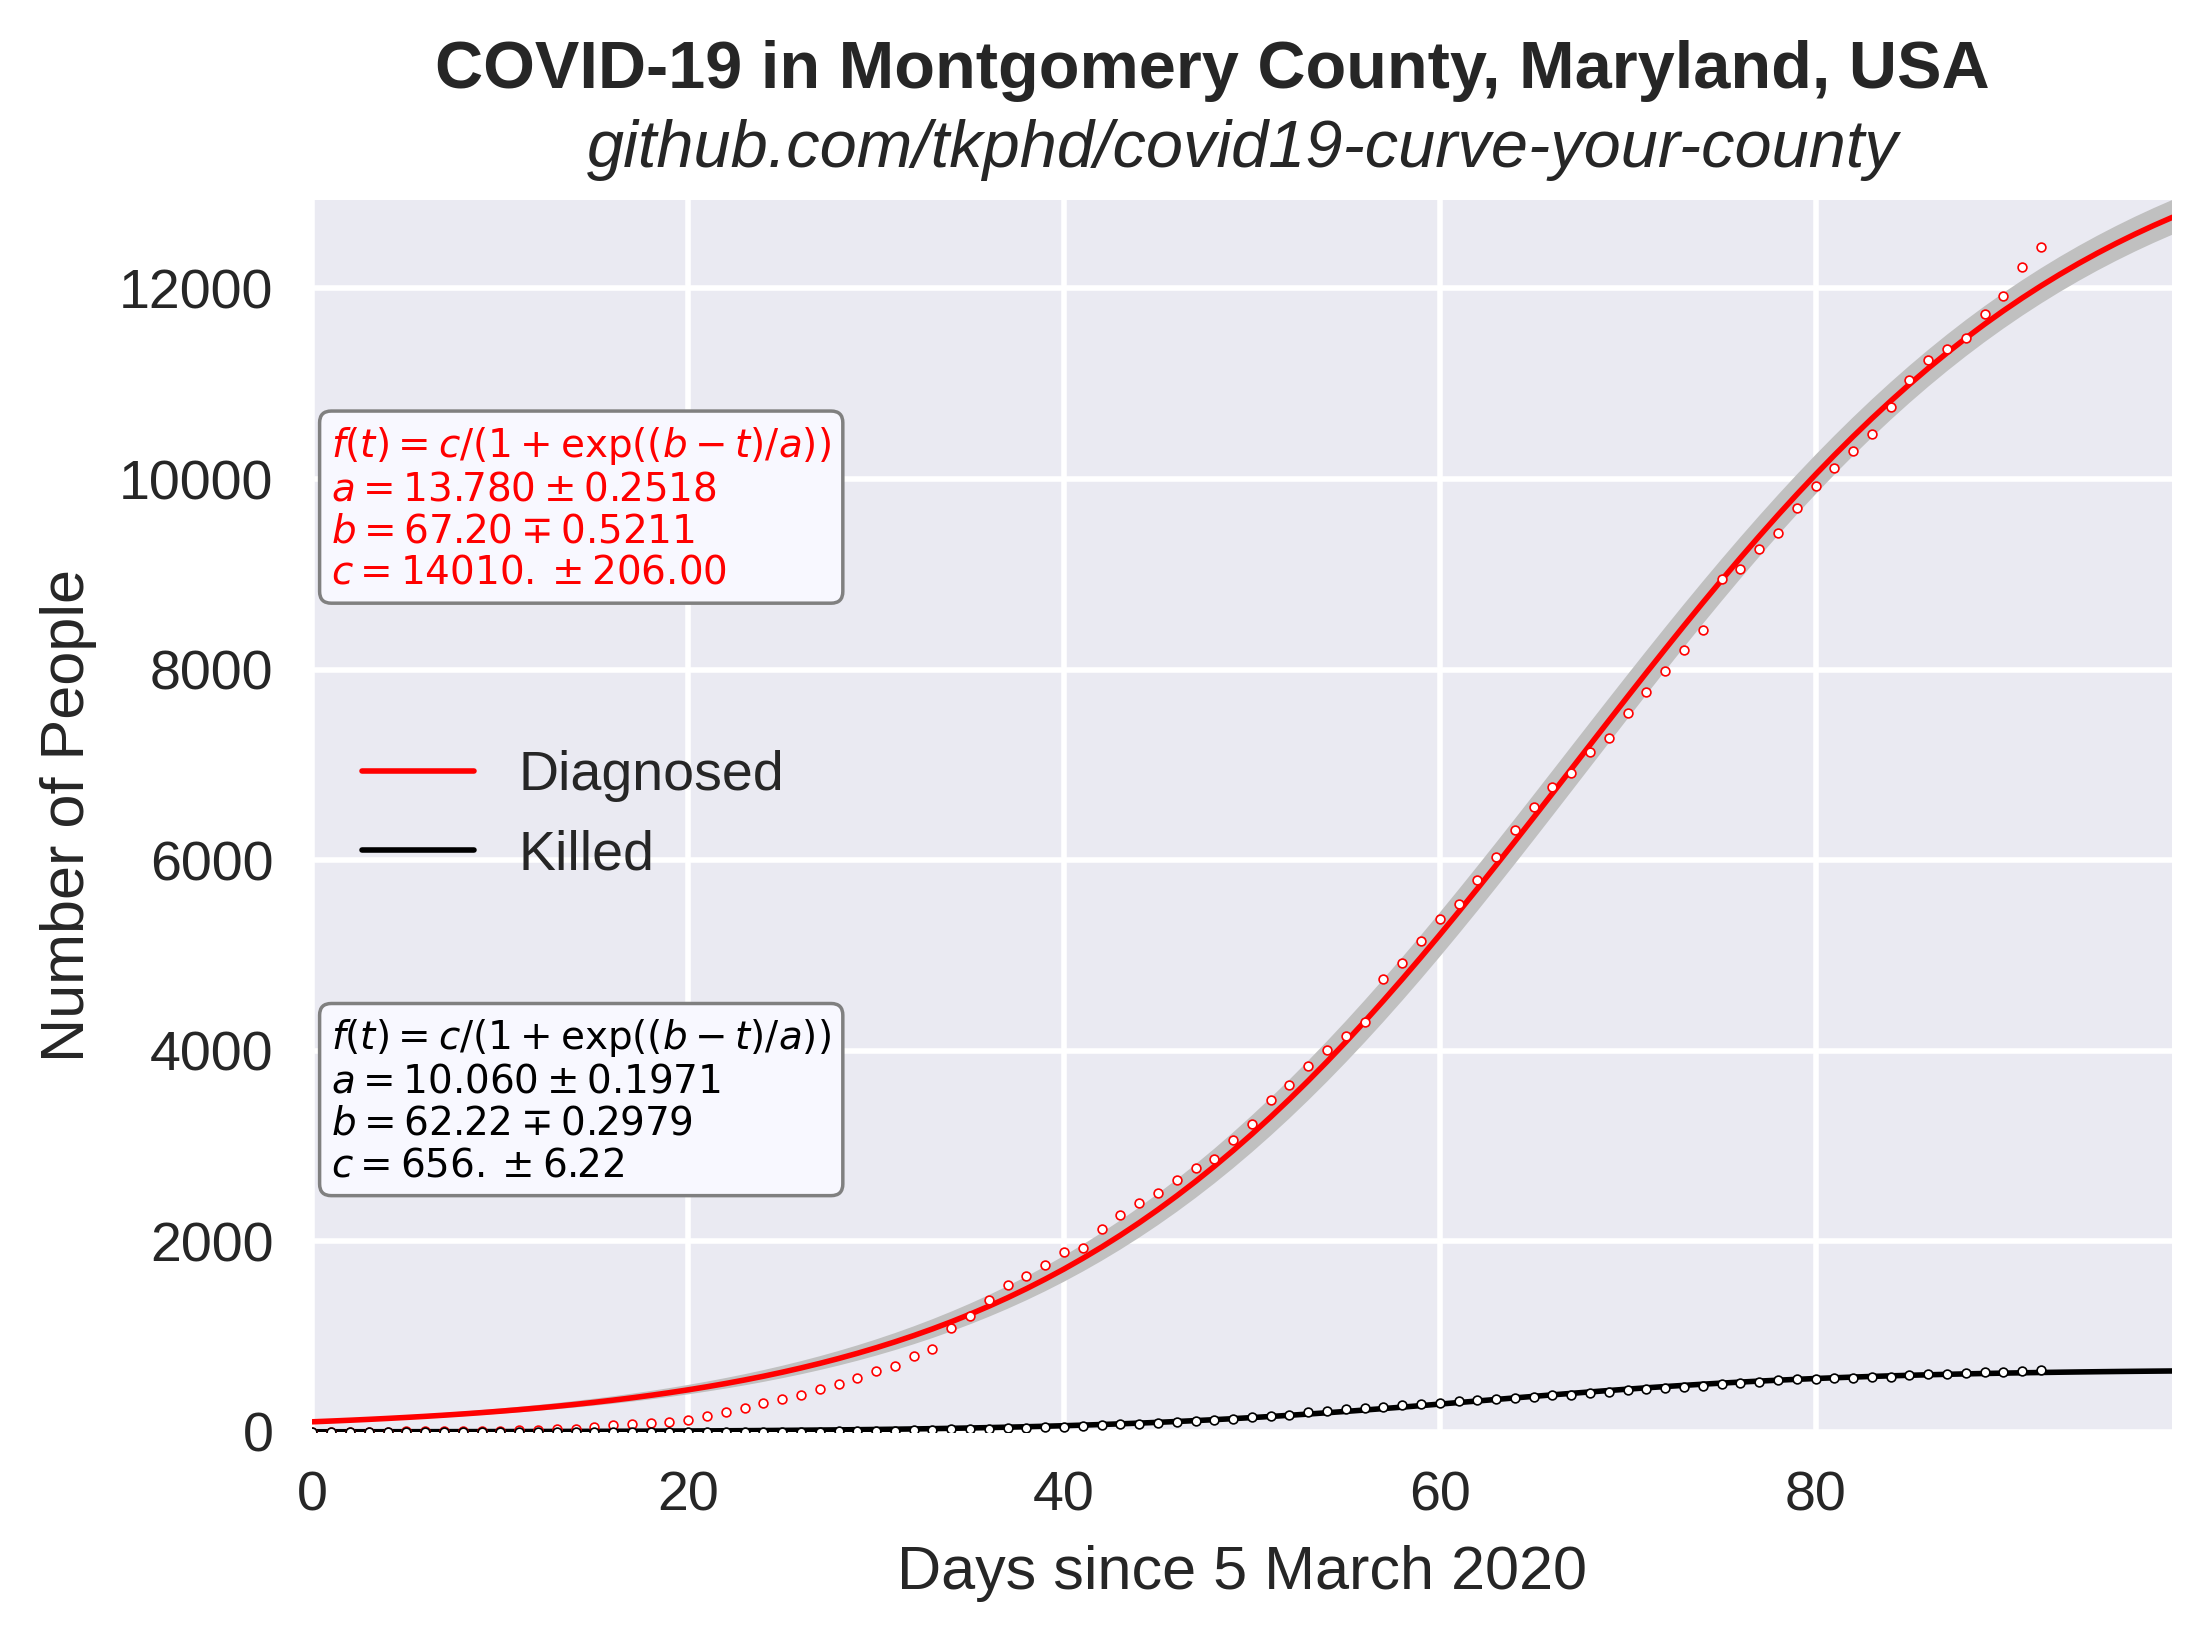 COVID-19 in Montgomery County, Maryland, USA
github.com/tkphd/covid19-curve-your-county
Number of People
12000
10000
8000
6000
4000
2000
0
f(t) = c/(1 + exp((b − t)/a))
a = 13.780 ± 0.2518
b = 67.20 ∓ 0.5211
c = 14010. ± 206.00
Diagnosed
Killed
f(t) = c/(1 + exp((b − t)/a))
a = 10.060 ± 0.1971
b = 62.22 ∓ 0.2979
c = 656. ± 6.22
0 20 40 60 80
Days since 5 March 2020